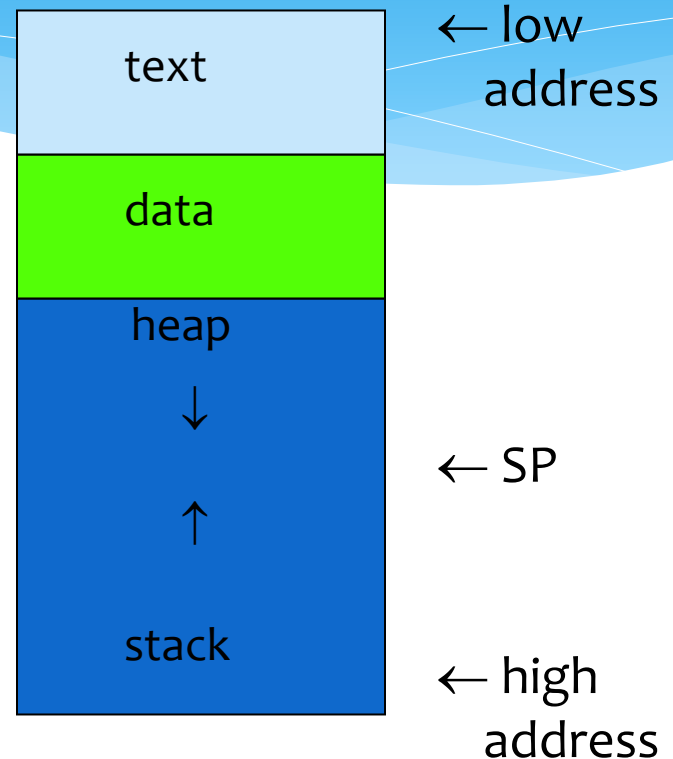 ← low
address
text
data
heap
↓
← SP
↑
stack
← high
address